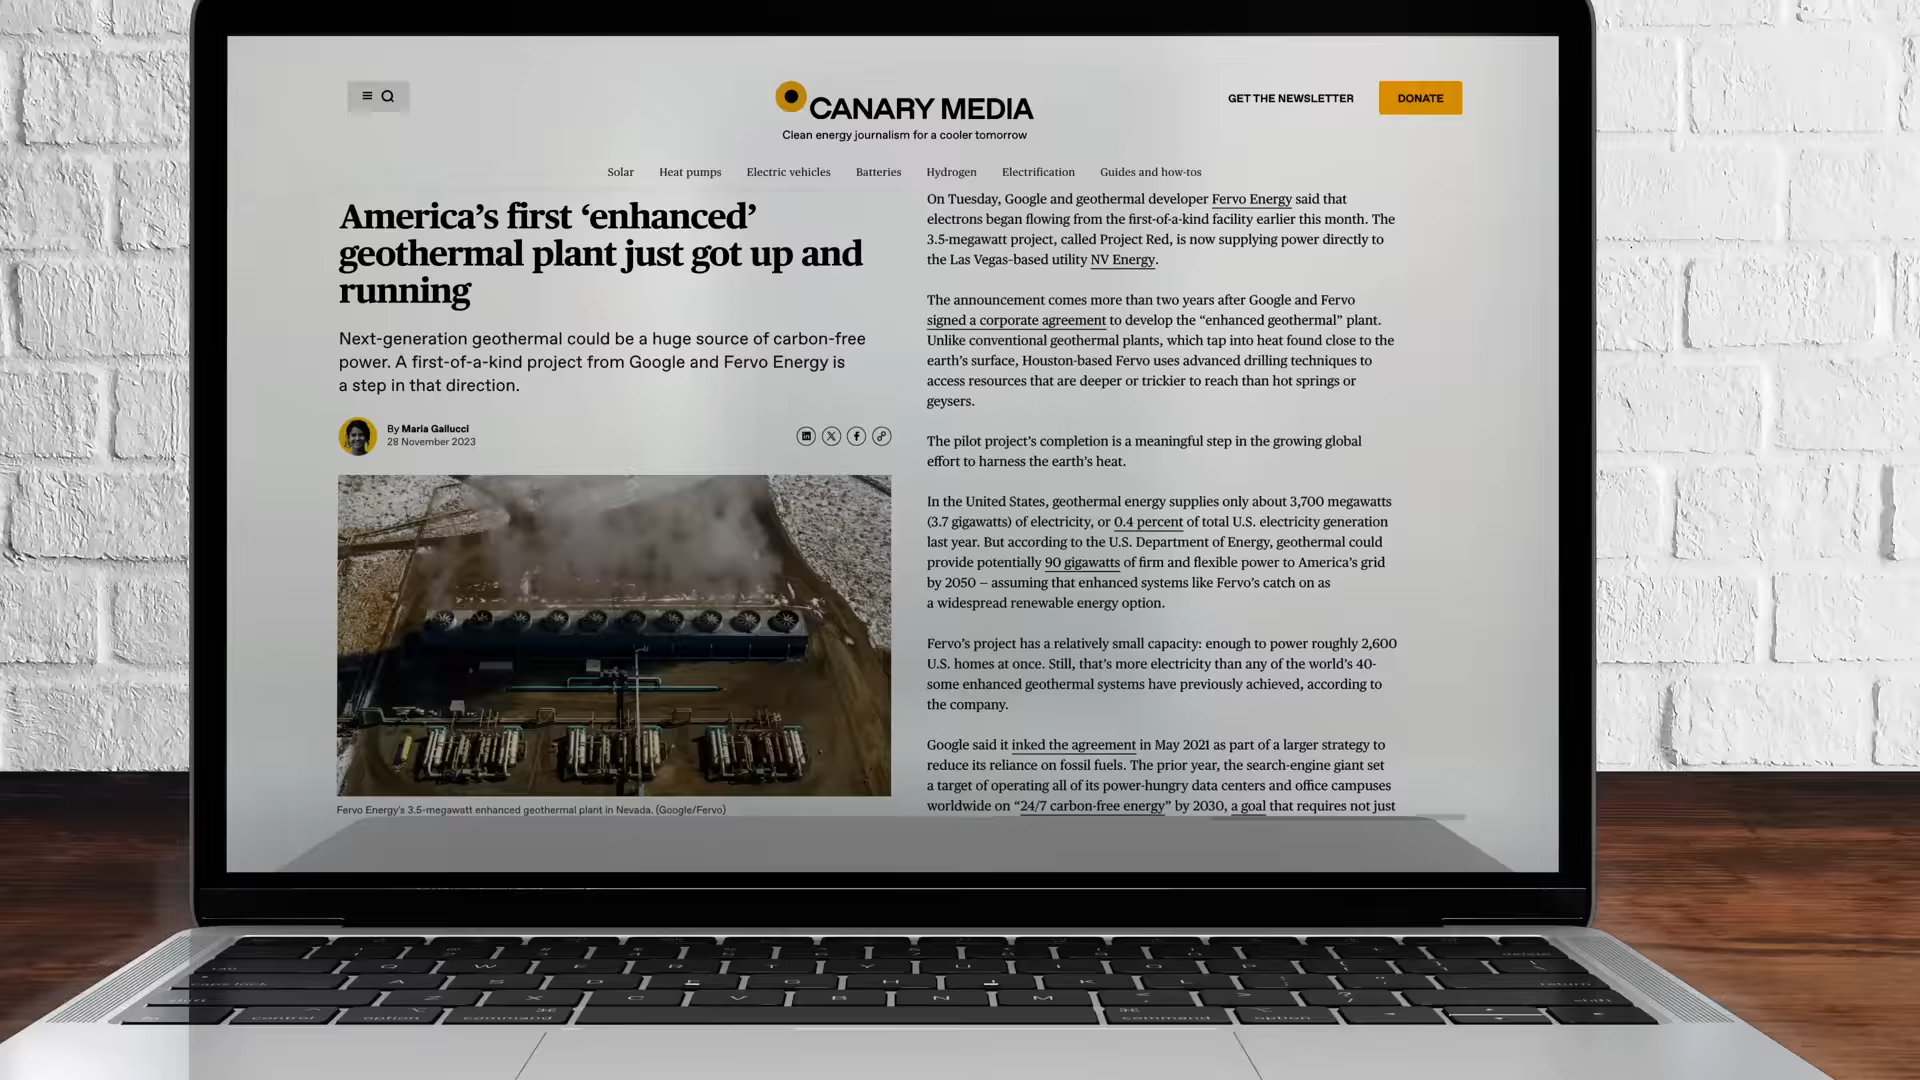 CANARY MEDIA
Clean energy journalism for a cooler tomorrow
GET THE NEWSLETTER
DONATE
Solar
Heat pumps
Electric vehicles
Batteries
Hydrogen
Electrification
Guides and how-tos
America’s first ‘enhanced’
geothermal plant just got up and
running
Next-generation geothermal could be a huge source of carbon-free
power. A first-of-a-kind project from Google and Fervo Energy is
a step in that direction.
By Maria Gallucci
28 November 2023
Fervo Energy's 3.5-megawatt enhanced geothermal plant in Nevada. (Google/Fervo)
On Tuesday, Google and geothermal developer Fervo Energy said that
electrons began flowing from the first-of-a-kind facility earlier this month. The
3.5-megawatt project, called Project Red, is now supplying power directly to
the Las Vegas-based utility NV Energy.
The announcement comes more than two years after Google and Fervo
signed a corporate agreement to develop the “enhanced geothermal” plant.
Unlike conventional geothermal plants, which tap into heat found close to the
earth’s surface, Houston-based Fervo uses advanced drilling techniques to
access resources that are deeper or trickier to reach than hot springs or
geysers.
The pilot project’s completion is a meaningful step in the growing global
effort to harness the earth’s heat.
In the United States, geothermal energy supplies only about 3,700 megawatts
(3.7 gigawatts) of electricity, or 0.4 percent of total U.S. electricity generation
last year. But according to the U.S. Department of Energy, geothermal could
provide potentially 90 gigawatts of firm and flexible power to America’s grid
by 2050 — assuming that enhanced systems like Fervo’s catch on as
a widespread renewable energy option.
Fervo’s project has a relatively small capacity: enough to power roughly 2,600
U.S. homes at once. Still, that’s more electricity than any of the world’s 40-
some enhanced geothermal systems have previously achieved, according to
the company.
Google said it inked the agreement in May 2021 as part of a larger strategy to
reduce its reliance on fossil fuels. The prior year, the search-engine giant set
a target of operating all of its power-hungry data centers and office campuses
worldwide on “24/7 carbon-free energy” by 2030, a goal that requires not just
delete
Q W E R T Y U I O P
caps lock A S D F G H J K L return
shift Z X C V B N M shift
fn control option command command option